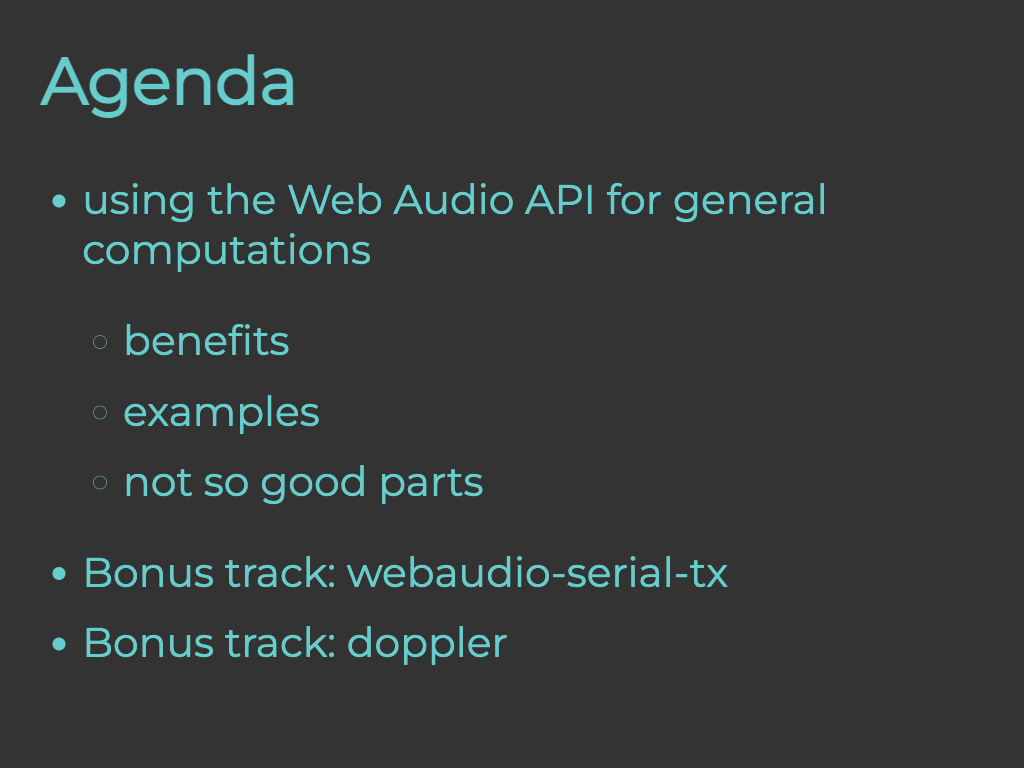 Agenda
• using the Web Audio API for general
computations
○ benefits
○ examples
○ not so good parts
• Bonus track: webaudio-serial-tx
• Bonus track: doppler